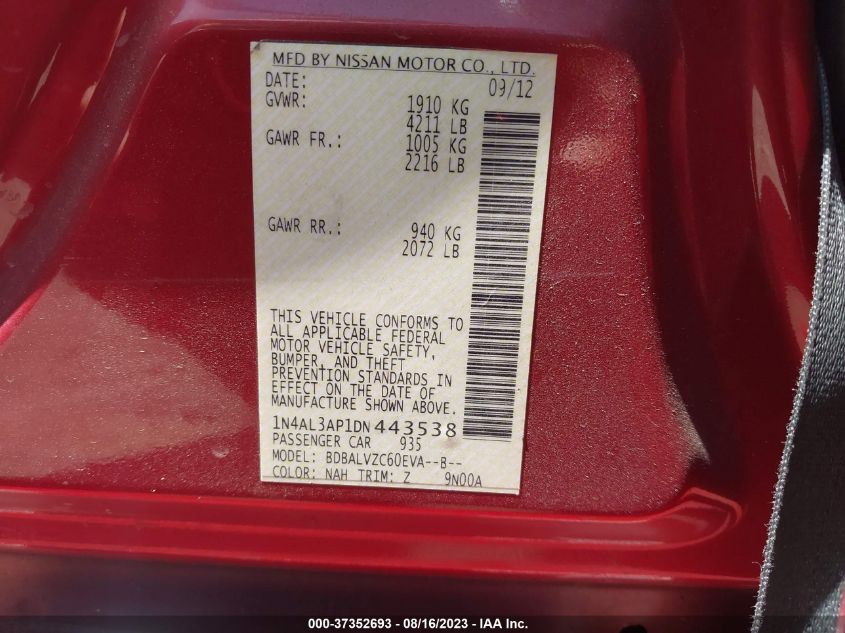 MFD BY NISSAN MOTOR CO., LTD.
DATE: 09/12
GVWR: 1910 KG
4211 LB
GAWR FR.: 1005 KG
2216 LB
GAWR RR.: 940 KG
2072 LB
THIS VEHICLE CONFORMS TO
ALL APPLICABLE FEDERAL
MOTOR VEHICLE SAFETY,
BUMPER, AND THEFT
PREVENTION STANDARDS IN
EFFECT ON THE DATE OF
MANUFACTURE SHOWN ABOVE.
1N4AL3AP1DN443538
PASSENGER CAR 935
MODEL: BDBALVZC60EVA--B--
COLOR: NAH TRIM: Z 9N00A
000-37352693 - 08/16/2023 - IAA Inc.